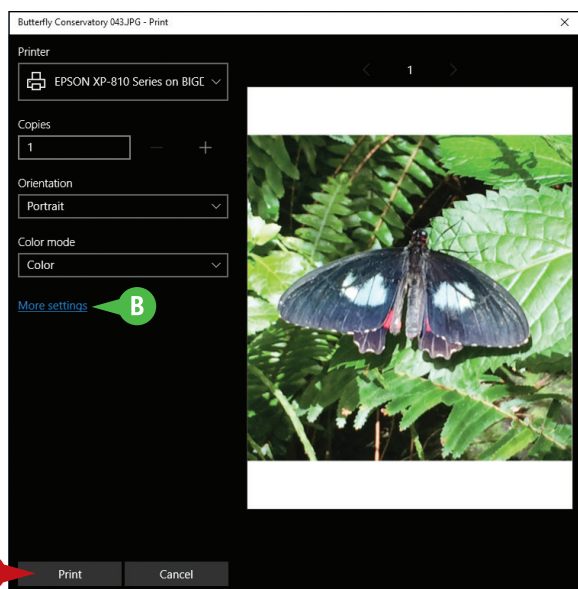 Butterfly Conservatory 043.JPG - Print
Printer
EPSON XP-810 Series on BIGE
1
Copies
1
Orientation
Portrait
Color mode
Color
More settings
B
Print
Cancel